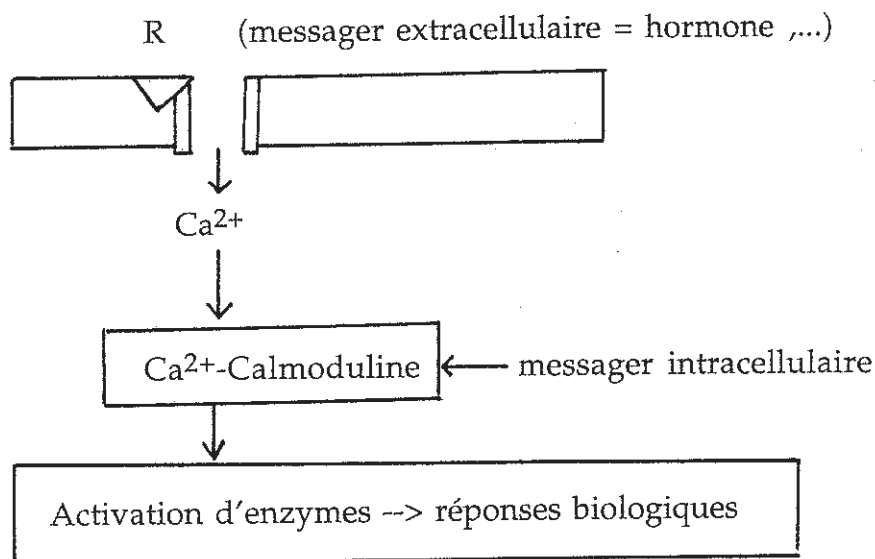 R (messager extracellulaire = hormone ,...)
Ca2+
Ca2+-Calmoduline
messager intracellulaire
Activation d'enzymes --> réponses biologiques